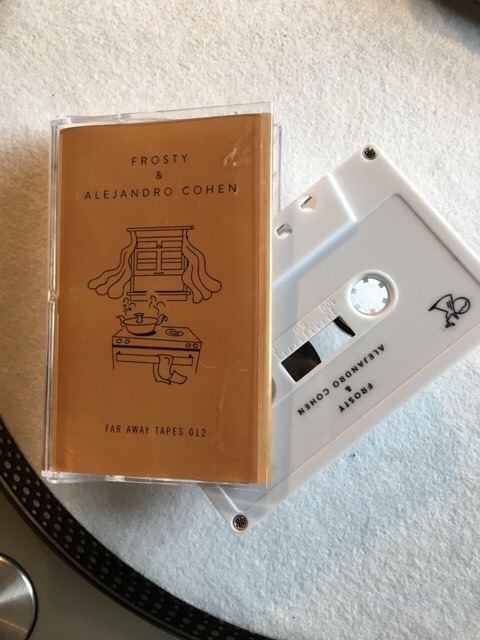 FROSTY
&
ALEJANDRO COHEN
FAR AWAY TAPES 012
FROSTY
&
ALEJANDRO COHEN